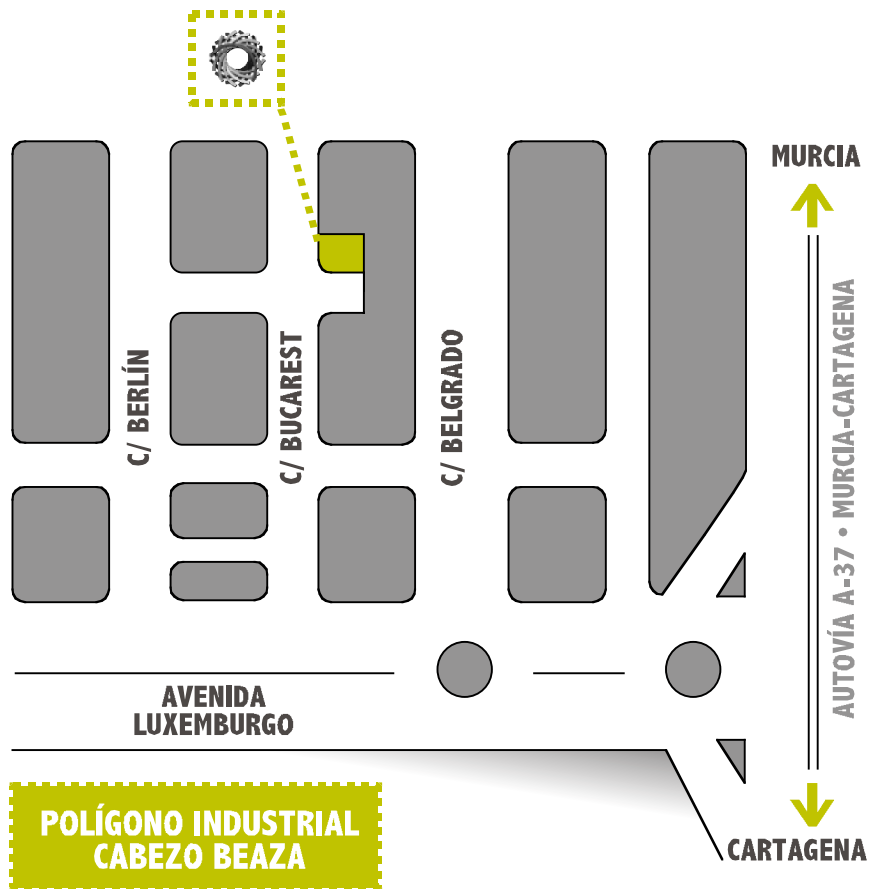 MURCIA
C/ BERLÍN
C/ BUCAREST
C/ BELGRADO
AUTOVÍA A-37 • MURCIA-CARTAGENA
AVENIDA
LUXEMBURGO
POLÍGONO INDUSTRIAL
CABEZO BEAZA
CARTAGENA